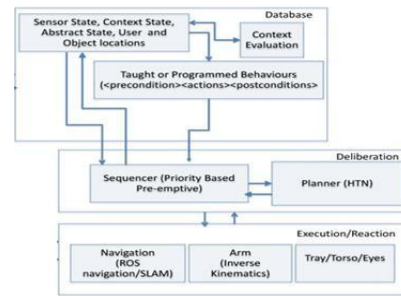 Database
Sensor State, Context State,
Abstract State, User and
Object locations
Context
Evaluation
Taught or Programmed Behaviours
(<precondition><actions><postconditions>)
Deliberation
Sequencer (Priority Based
Pre-emptive)
Planner (HTN)
Execution/Reaction
Navigation
(ROS
navigation/SLAM)
Arm
(Inverse
Kinematics)
Tray/Torso/Eyes